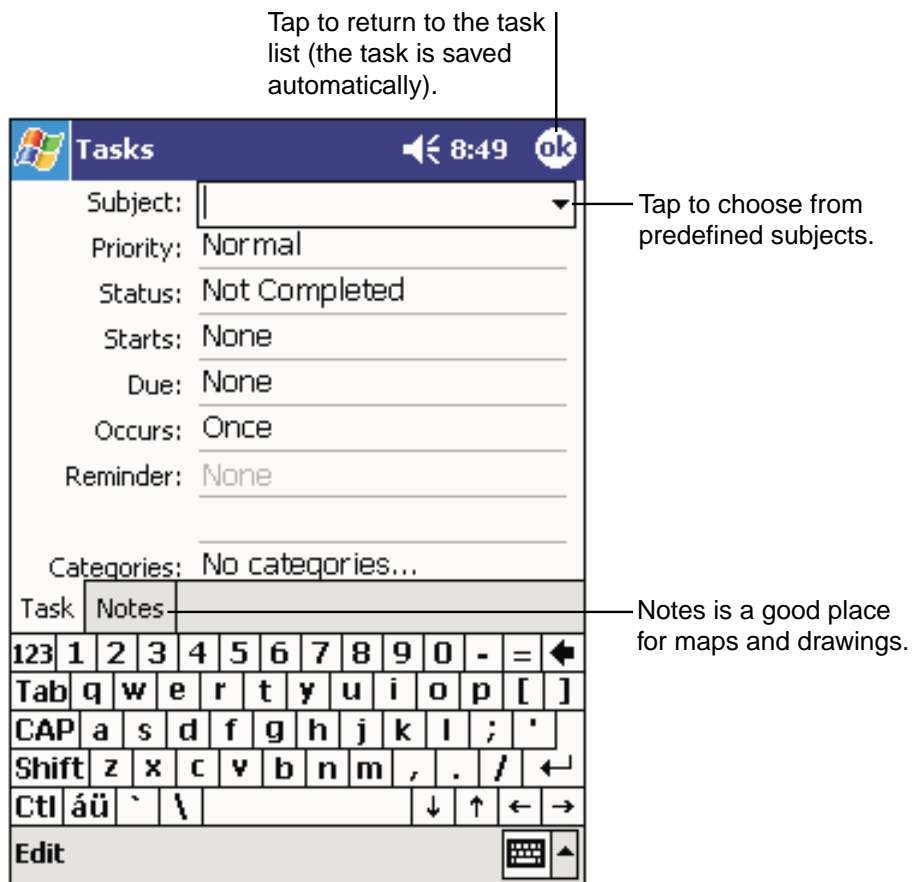 Tap to return to the task
list (the task is saved
automatically).
Tasks 8:49 ok
Subject:
Tap to choose from
predefined subjects.
Priority: Normal
Status: Not Completed
Starts: None
Due: None
Occurs: Once
Reminder: None
Categories: No categories...
Task Notes
Notes is a good place
for maps and drawings.
123 1 2 3 4 5 6 7 8 9 0 - = 🡄
Tab q w e r t y u i o p [ ]
CAP a s d f g h j k l ; '
Shift z x c v b n m , . / ↵
Ctl áü ` \ ↓ ↑ ← →
Edit